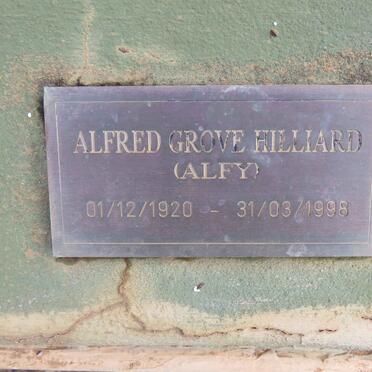 ALFRED GROVE HILLIARD
(ALFY)
01/12/1920 - 31/03/1998